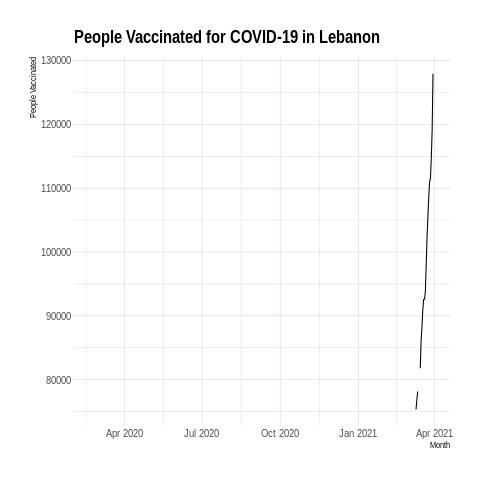 People Vaccinated for COVID-19 in Lebanon
People Vaccinated
130000
120000
110000
100000
90000
80000
Apr 2020 Jul 2020 Oct 2020 Jan 2021 Apr 2021
Month